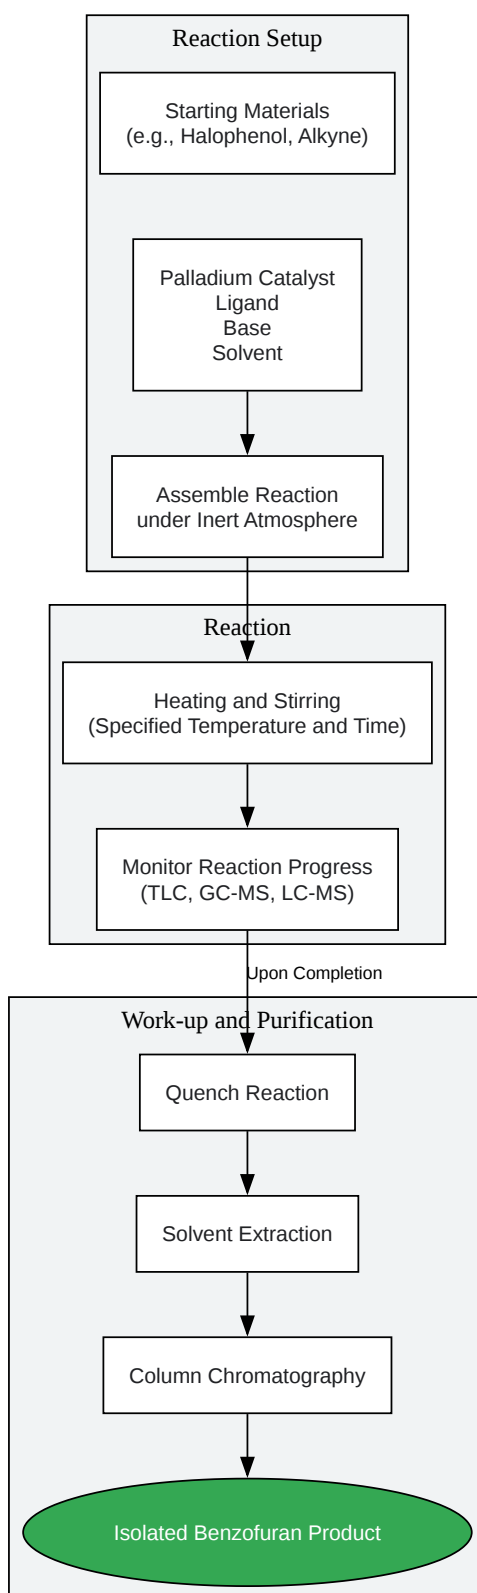 Reaction Setup
Starting Materials
(e.g., Halophenol, Alkyne)
Palladium Catalyst
Ligand
Base
Solvent
Assemble Reaction
under Inert Atmosphere
Reaction
Heating and Stirring
(Specified Temperature and Time)
Monitor Reaction Progress
(TLC, GC-MS, LC-MS)
Upon Completion
Work-up and Purification
Quench Reaction
Solvent Extraction
Column Chromatography
Isolated Benzofuran Product